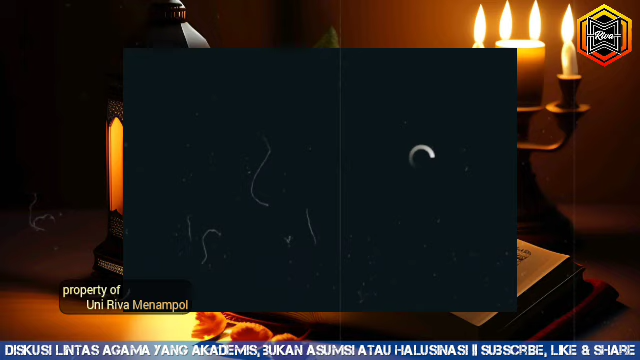 Riva
property of
Uni Riva Menampol
DISKUSI LINTAS AGAMA YANG AKADEMIS, BUKAN ASUMSI ATAU HALUSINASI || SUBSCRBE, LIKE & SHARE